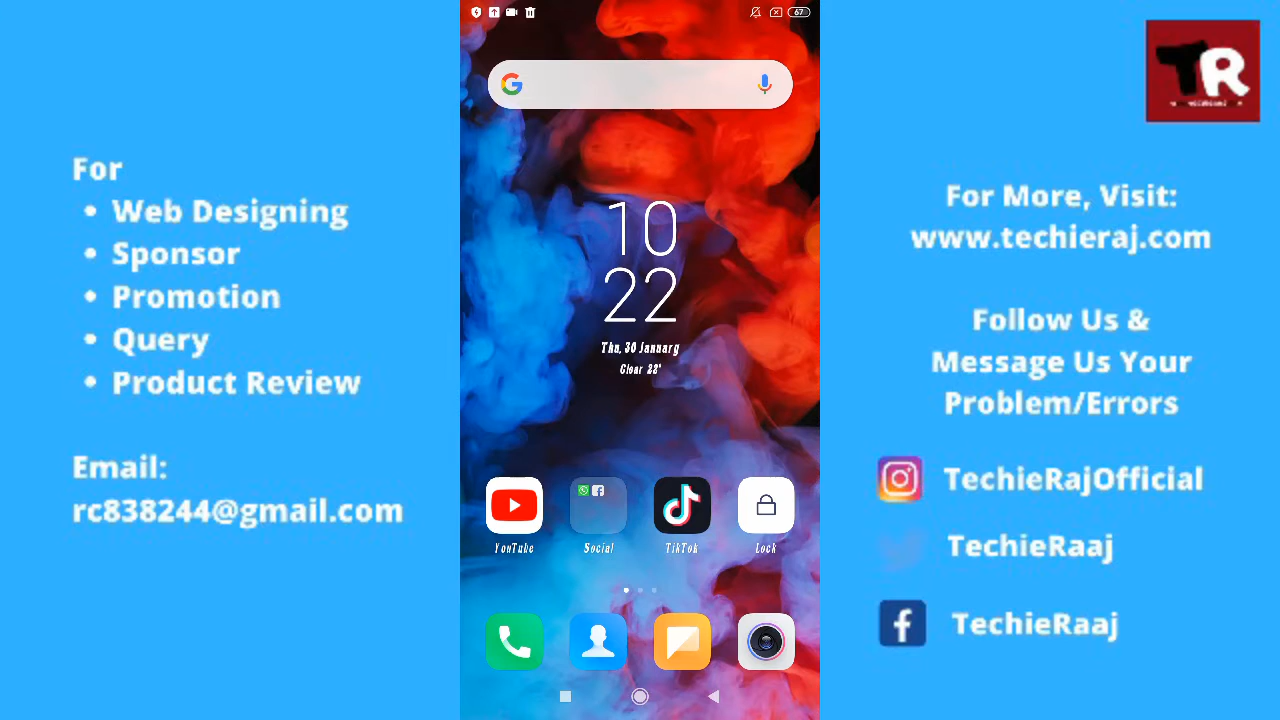 For
• Web Designing
• Sponsor
• Promotion
• Query
• Product Review
Email:
rc838244@gmail.com
67
10
22
Thu, 30 January
Clear 22°
YouTube
Social
TikTok
Lock
TR
For More, Visit:
www.techieraj.com
Follow Us &
Message Us Your
Problem/Errors
TechieRajOfficial
TechieRaaj
TechieRaaj